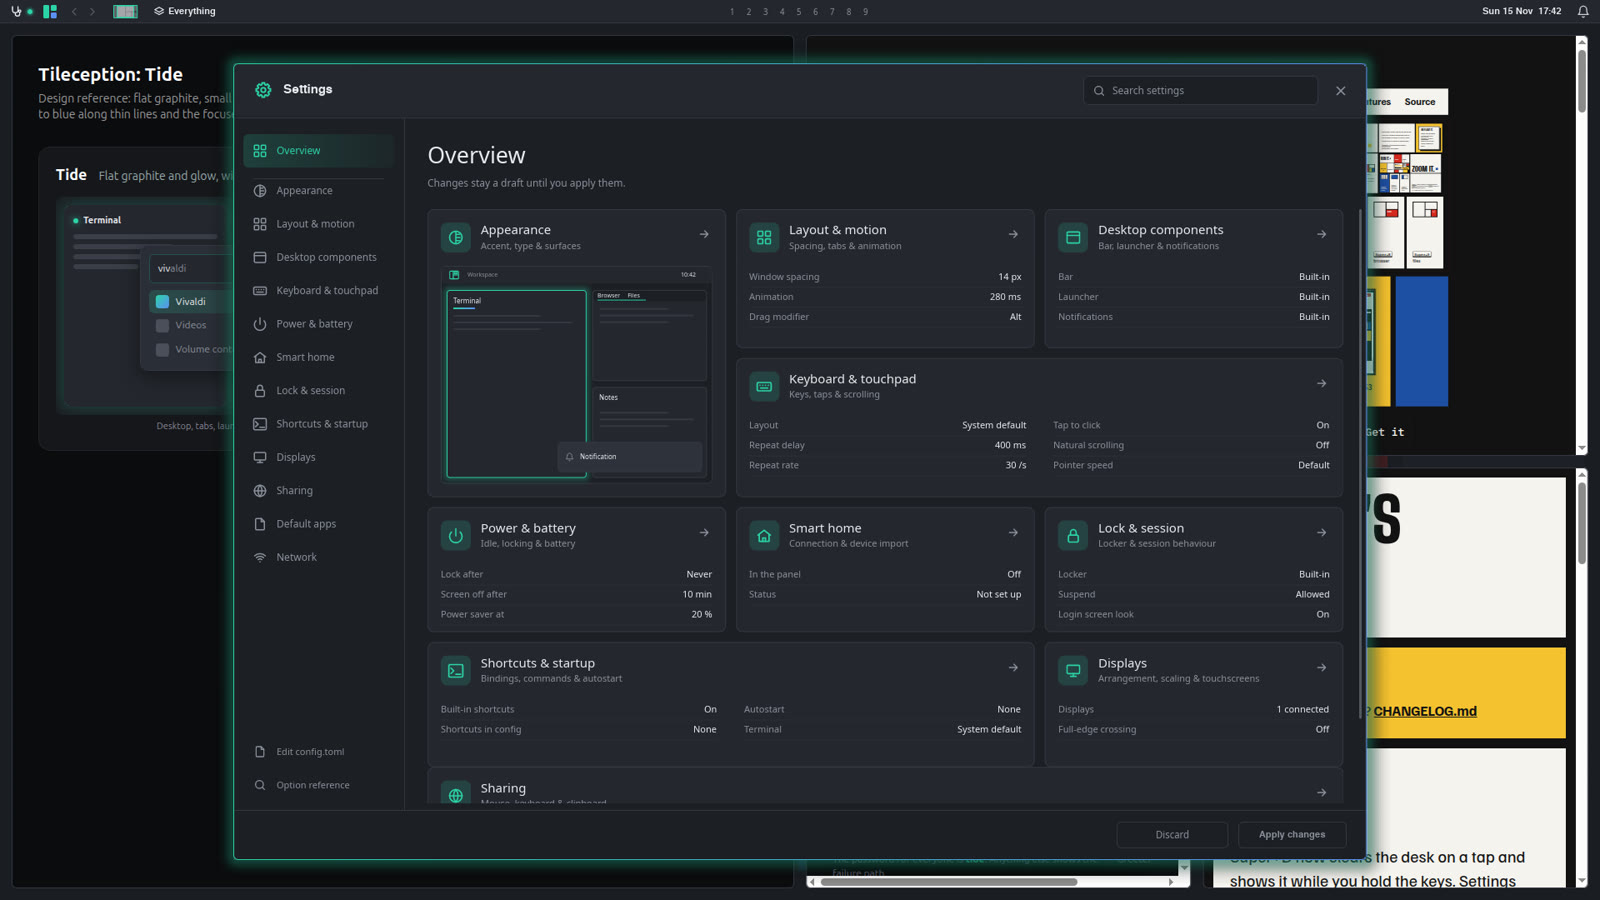 Everything
1 2 3 4 5 6 7 8 9
Sun 15 Nov 17:42
Tileception: Tide
Design reference: flat graphite, small
to blue along thin lines and the focuse
Tide Flat graphite and glow, wi
Terminal
vivaldi
Vivaldi
Videos
Volume cont
Desktop, tabs, laun
Settings
Search settings
Overview
Appearance
Layout & motion
Desktop components
Keyboard & touchpad
Power & battery
Smart home
Lock & session
Shortcuts & startup
Displays
Sharing
Default apps
Network
Edit config.toml
Option reference
Overview
Changes stay a draft until you apply them.
Appearance
Accent, type & surfaces
Workspace
10:42
Terminal
Browser Files
Notes
Notification
Layout & motion
Spacing, tabs & animation
Window spacing 14 px
Animation 280 ms
Drag modifier Alt
Desktop components
Bar, launcher & notifications
Bar Built-in
Launcher Built-in
Notifications Built-in
Keyboard & touchpad
Keys, taps & scrolling
Layout System default
Repeat delay 400 ms
Repeat rate 30 /s
Tap to click On
Natural scrolling Off
Pointer speed Default
Power & battery
Idle, locking & battery
Lock after Never
Screen off after 10 min
Power saver at 20 %
Smart home
Connection & device import
In the panel Off
Status Not set up
Lock & session
Locker & session behaviour
Locker Built-in
Suspend Allowed
Login screen look On
Shortcuts & startup
Bindings, commands & autostart
Built-in shortcuts On
Shortcuts in config None
Autostart None
Terminal System default
Displays
Arrangement, scaling & touchscreens
Displays 1 connected
Full-edge crossing Off
Sharing
Mouse, keyboard & clipboard
Discard
Apply changes
tures Source
ZOOM IT.
Get it
'S
? CHANGELOG.md
Super+D now clears the desk on a tap and
shows it while you hold the keys. Settings
failure path